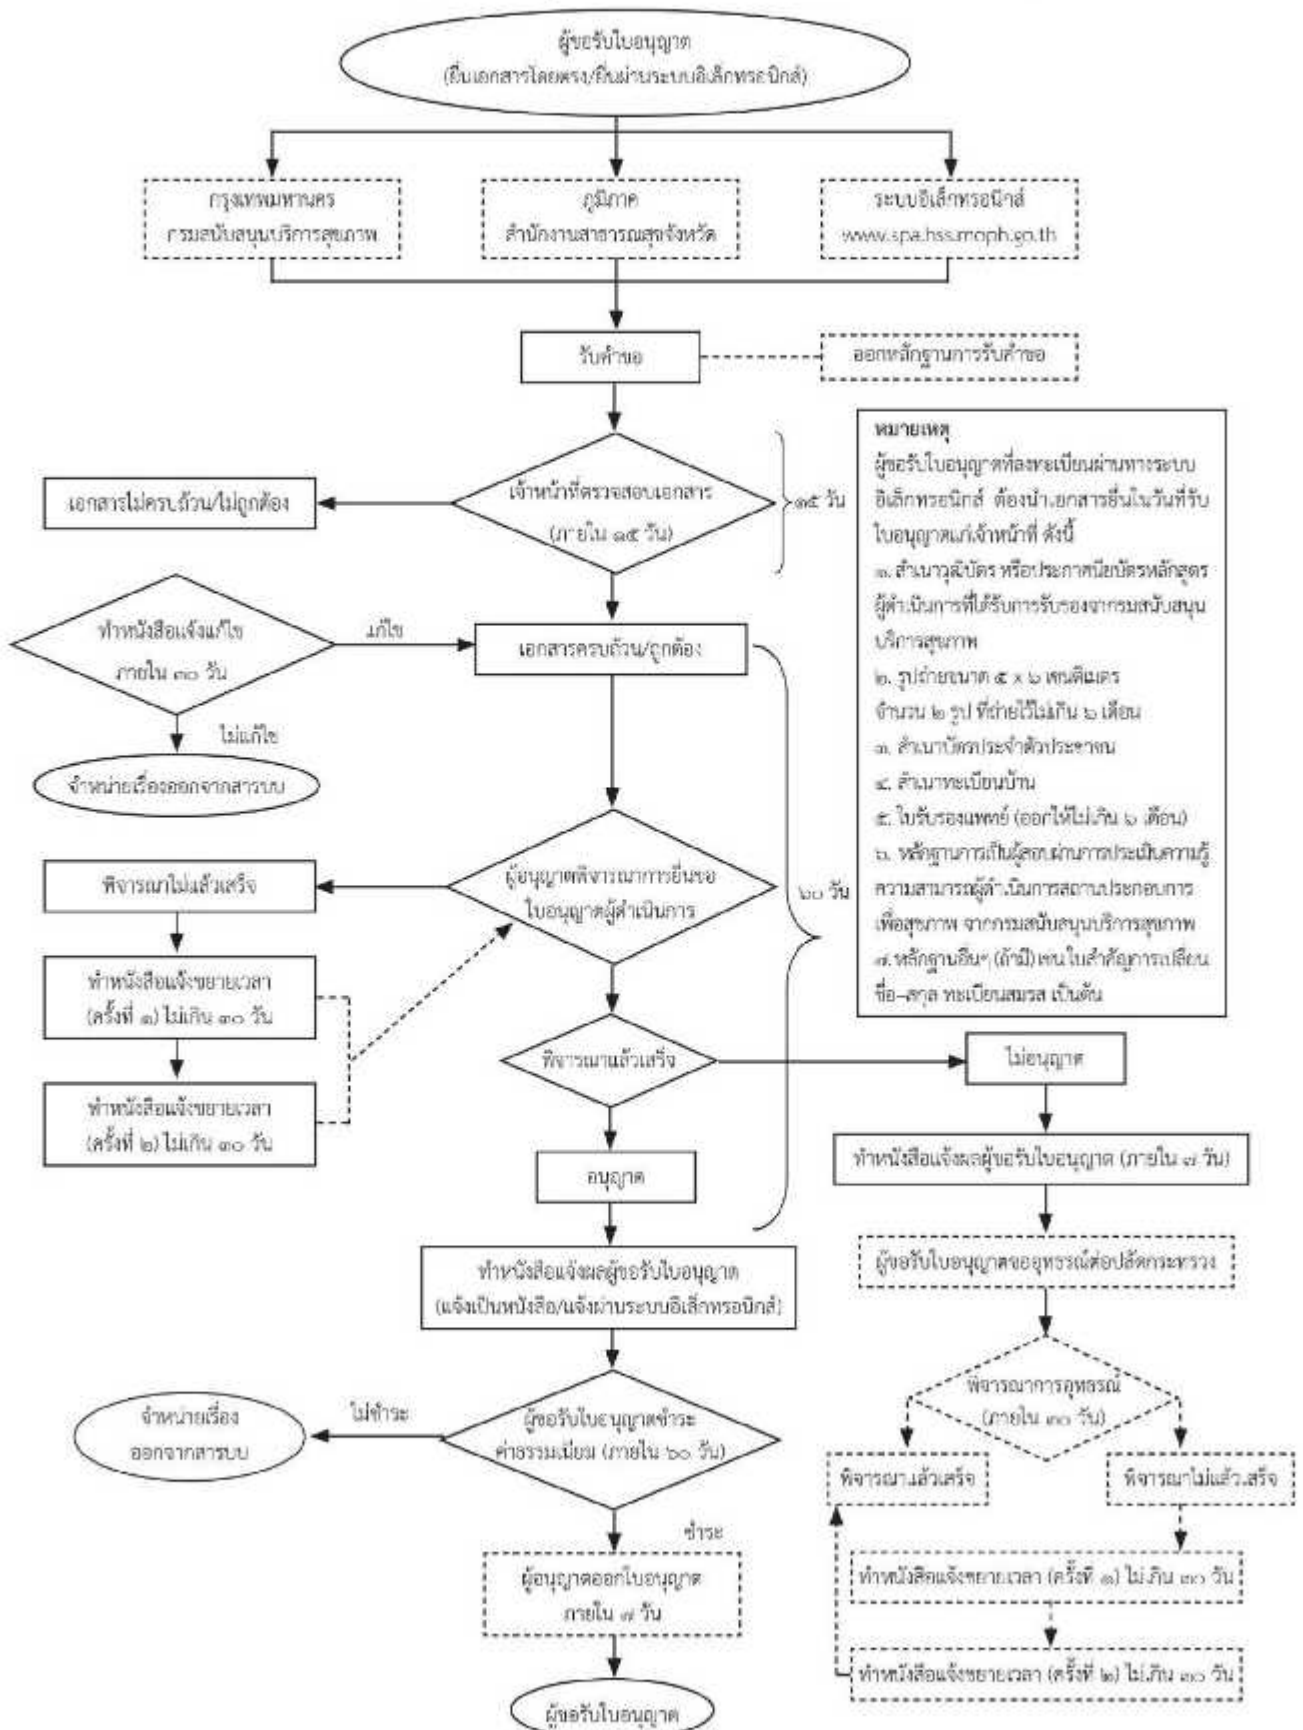 ผู้ขอรับใบอนุญาต
(ยื่นเอกสารโดยตรง/ยื่นผ่านระบบอิเล็กทรอนิกส์)
กรุงเทพมหานคร
กรมสนับสนุนบริการสุขภาพ
ภูมิภาค
สำนักงานสาธารณสุขจังหวัด
ระบบอิเล็กทรอนิกส์
www.spa.hss.moph.go.th
รับคำขอ
ออกหลักฐานการรับคำขอ
เจ้าหน้าที่ตรวจสอบเอกสาร
(ภายใน ๑๕ วัน)
๑๕ วัน
เอกสารไม่ครบถ้วน/ไม่ถูกต้อง
ทำหนังสือแจ้งแก้ไข
ภายใน ๓๐ วัน
แก้ไข
เอกสารครบถ้วน/ถูกต้อง
ไม่แก้ไข
จำหน่ายเรื่องออกจากสารบบ
หมายเหตุ
ผู้ขอรับใบอนุญาตที่ลงทะเบียนผ่านทางระบบ
อิเล็กทรอนิกส์ ต้องนำเอกสารยื่นในวันที่รับ
ใบอนุญาตแก่เจ้าหน้าที่ ดังนี้
๑. สำเนาวุฒิบัตร หรือประกาศนียบัตรหลักสูตร
ผู้ดำเนินการที่ได้รับการรับรองจากกรมสนับสนุน
บริการสุขภาพ
๒. รูปถ่ายขนาด ๕ x ๖ เซนติเมตร
จำนวน ๒ รูป ที่ถ่ายไว้ไม่เกิน ๖ เดือน
๓. สำเนาบัตรประจำตัวประชาชน
๔. สำเนาทะเบียนบ้าน
๕. ใบรับรองแพทย์ (ออกให้ไม่เกิน ๖ เดือน)
๖. หลักฐานการเป็นผู้สอบผ่านการประเมินความรู้
ความสามารถผู้ดำเนินการสถานประกอบการ
เพื่อสุขภาพ จากกรมสนับสนุนบริการสุขภาพ
๗. หลักฐานอื่นๆ (ถ้ามี) เช่น ใบสำคัญการเปลี่ยน
ชื่อ-สกุล ทะเบียนสมรส เป็นต้น
ผู้อนุญาตพิจารณาการยื่นขอ
ใบอนุญาตผู้ดำเนินการ
๖๐ วัน
พิจารณาไม่แล้วเสร็จ
ทำหนังสือแจ้งขยายเวลา
(ครั้งที่ ๑) ไม่เกิน ๓๐ วัน
ทำหนังสือแจ้งขยายเวลา
(ครั้งที่ ๒) ไม่เกิน ๓๐ วัน
พิจารณาแล้วเสร็จ
ไม่อนุญาต
อนุญาต
ทำหนังสือแจ้งผลผู้ขอรับใบอนุญาต (ภายใน ๗ วัน)
ทำหนังสือแจ้งผลผู้ขอรับใบอนุญาต
(แจ้งเป็นหนังสือ/แจ้งผ่านระบบอิเล็กทรอนิกส์)
ผู้ขอรับใบอนุญาตขออุทธรณ์ต่อปลัดกระทรวง
พิจารณาการอุทธรณ์
(ภายใน ๓๐ วัน)
ผู้ขอรับใบอนุญาตชำระ
ค่าธรรมเนียม (ภายใน ๖๐ วัน)
ไม่ชำระ
จำหน่ายเรื่อง
ออกจากสารบบ
พิจารณาแล้วเสร็จ
พิจารณาไม่แล้วเสร็จ
ชำระ
ผู้อนุญาตออกใบอนุญาต
ภายใน ๗ วัน
ทำหนังสือแจ้งขยายเวลา (ครั้งที่ ๑) ไม่เกิน ๓๐ วัน
ทำหนังสือแจ้งขยายเวลา (ครั้งที่ ๒) ไม่เกิน ๓๐ วัน
ผู้ขอรับใบอนุญาต